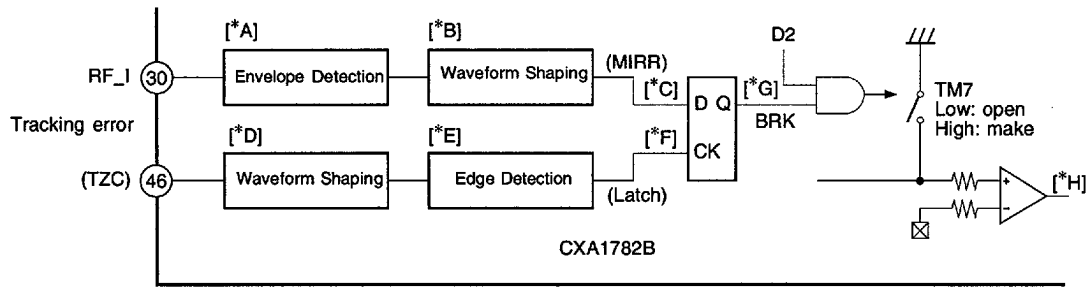 [*A]
[*B]
D2
RF_I
30
Envelope Detection
Waveform Shaping
(MIRR)
[*C]
D Q
[*G]
BRK
TM7
Low: open
High: make
Tracking error
[*D]
[*E]
[*F]
CK
(TZC)
46
Waveform Shaping
Edge Detection
(Latch)
+
−
[*H]
CXA1782B